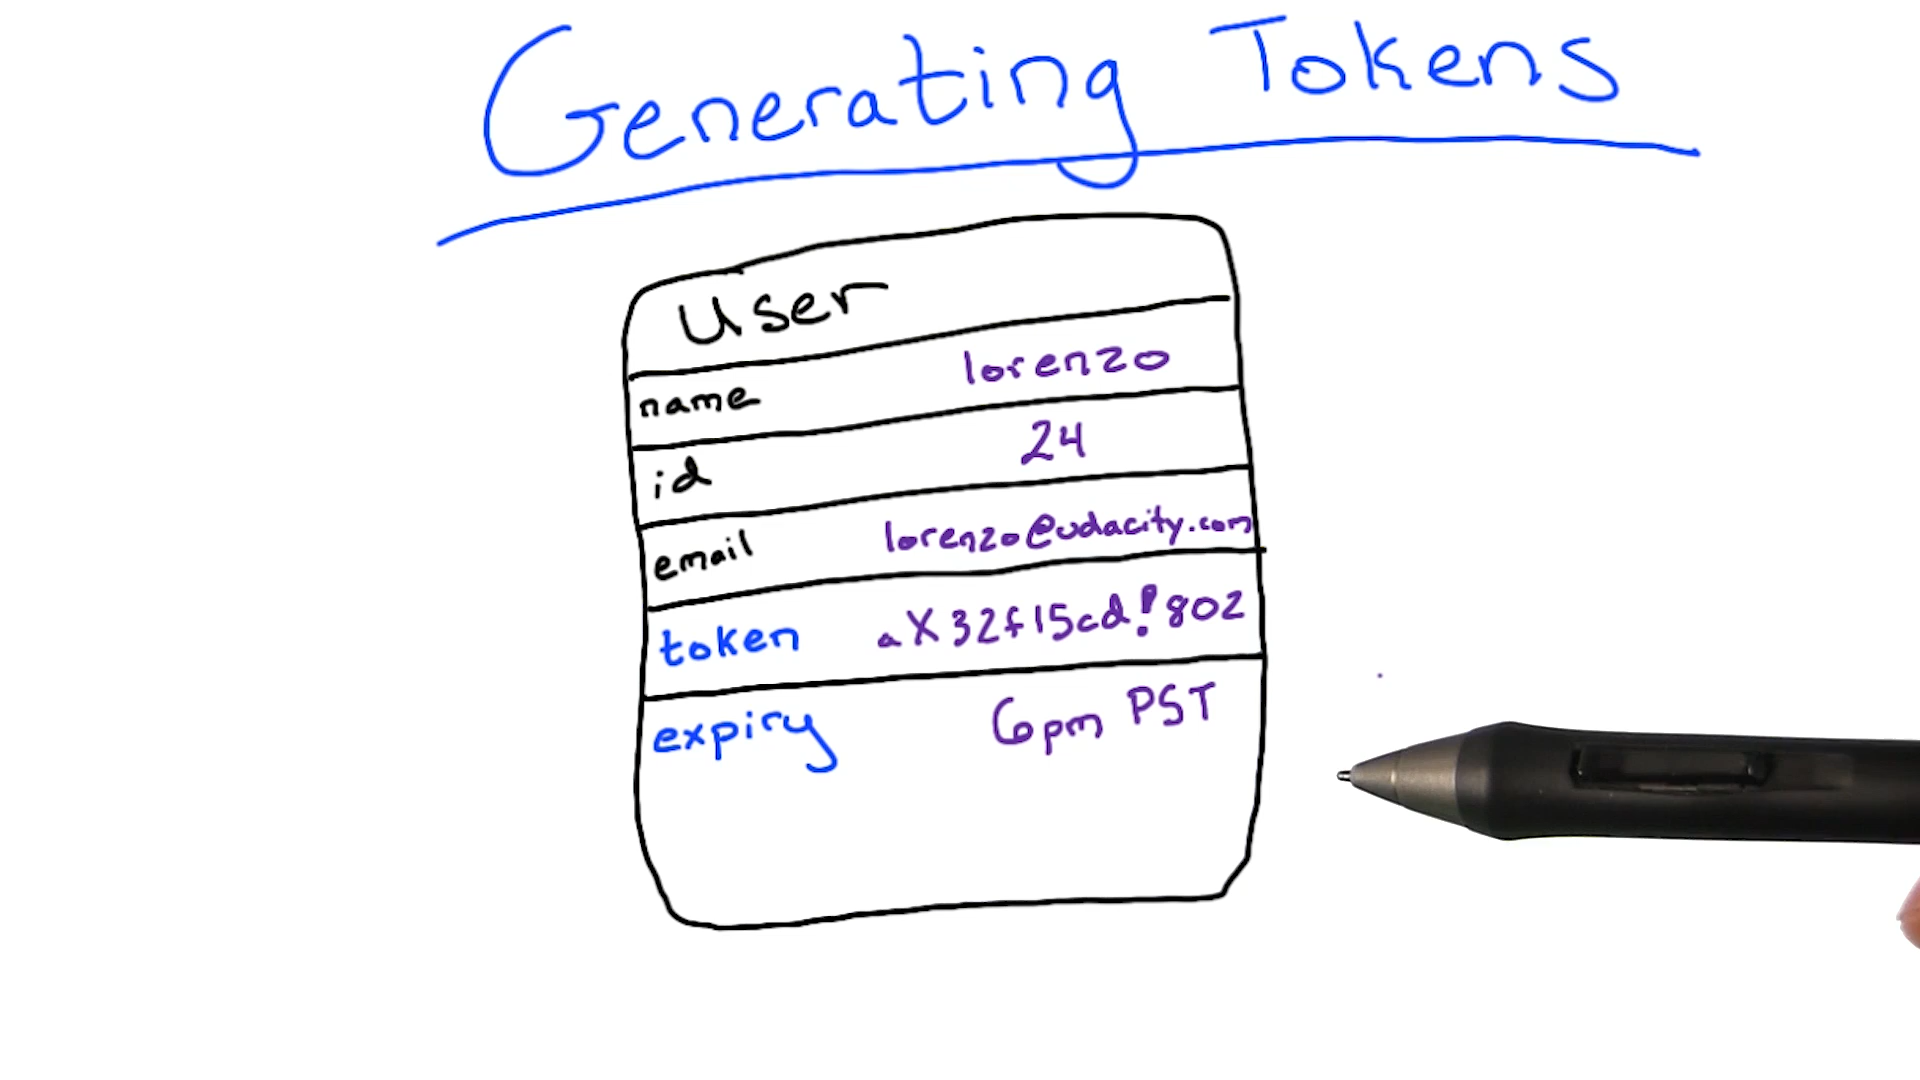 Generating Tokens
User
name lorenzo
id 24
email lorenzo@udacity.com
token aX32f15cd!802
expiry 6pm PST